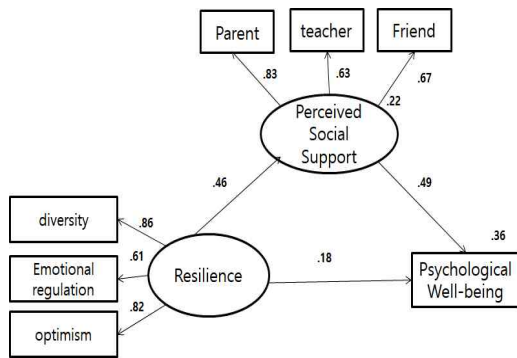 Parent
teacher
Friend
.83
.63
.67
.22
Perceived
Social
Support
.46
.49
diversity
.86
.36
Emotional
regulation
.61
Resilience
.18
Psychological
Well-being
.82
optimism